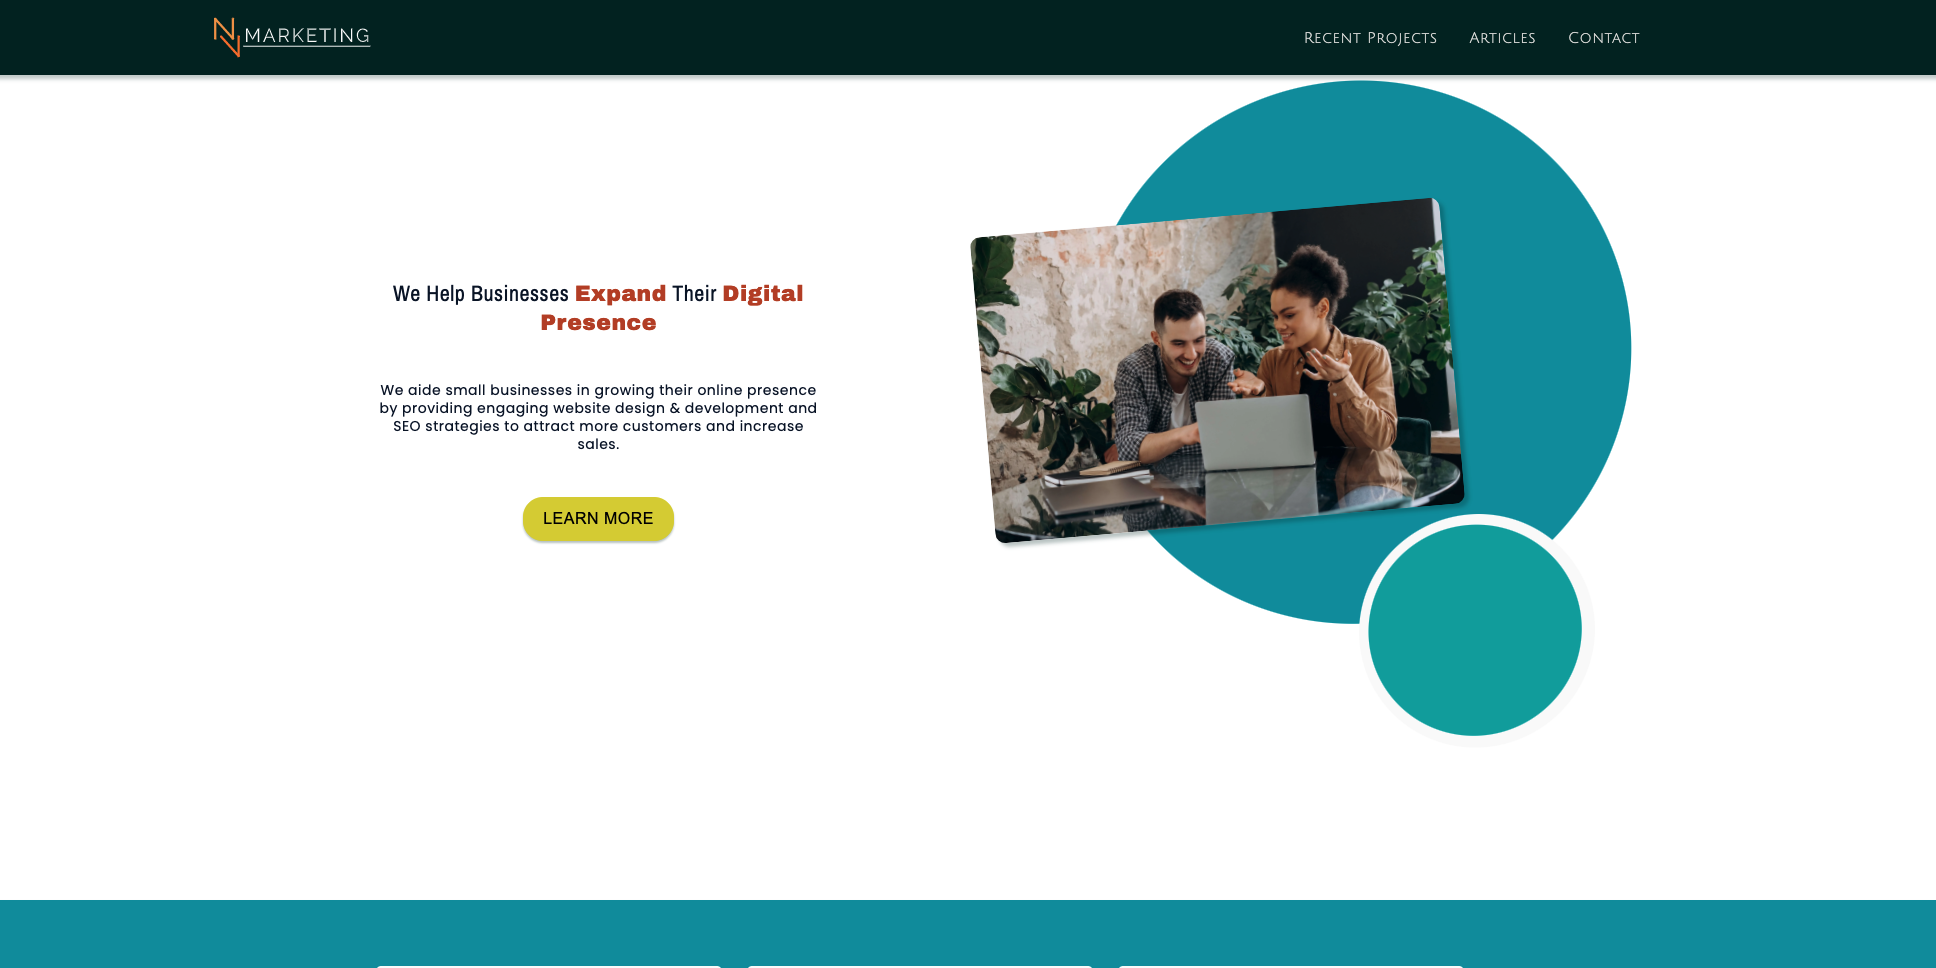 MARKETING
Recent Projects Articles Contact
We Help Businesses Expand Their Digital
Presence
We aide small businesses in growing their online presence
by providing engaging website design & development and
SEO strategies to attract more customers and increase
sales.
LEARN MORE